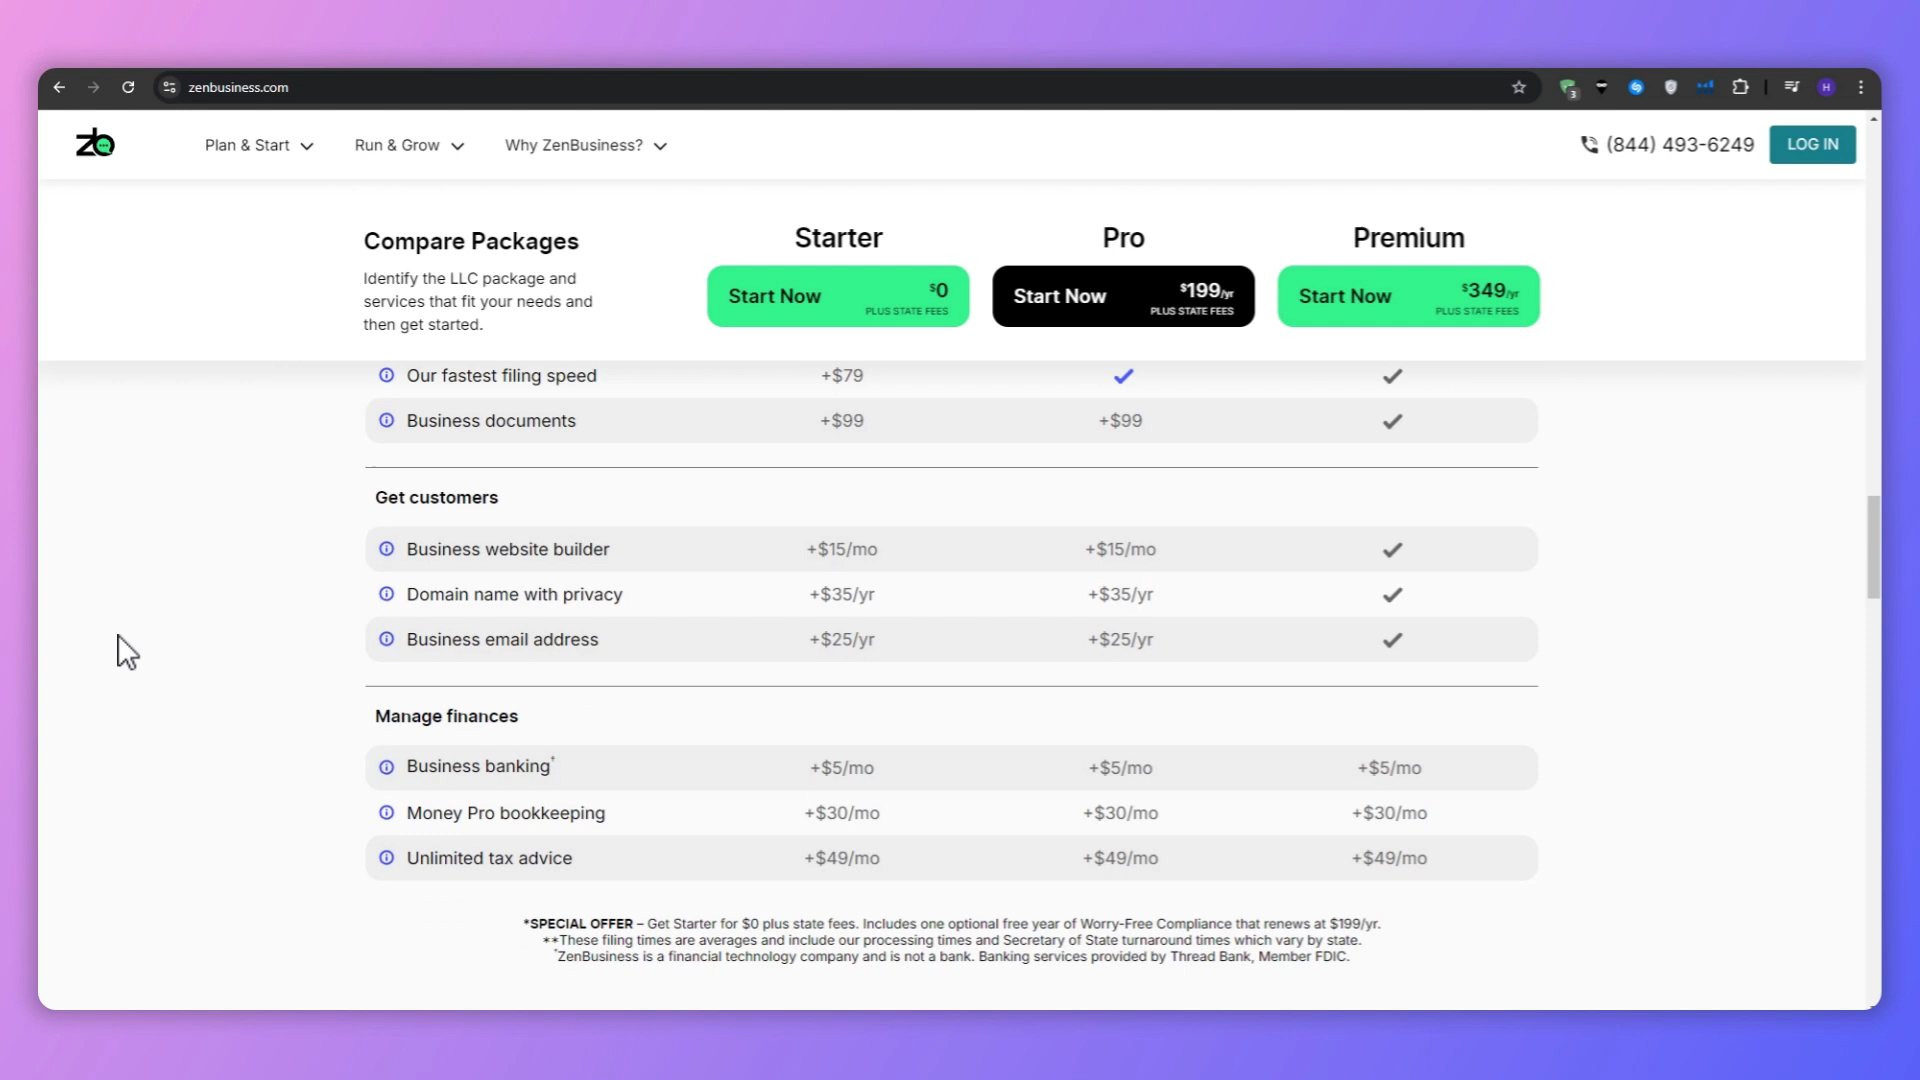 zenbusiness.com
3
H
zb
Plan & Start
Run & Grow
Why ZenBusiness?
(844) 493-6249
LOG IN
Compare Packages
Identify the LLC package and
services that fit your needs and
then get started.
Starter
Start Now
$0
PLUS STATE FEES
Pro
Start Now
$199/yr
PLUS STATE FEES
Premium
Start Now
$349/yr
PLUS STATE FEES
Our fastest filing speed +$79
Business documents +$99 +$99
Get customers
Business website builder +$15/mo +$15/mo
Domain name with privacy +$35/yr +$35/yr
Business email address +$25/yr +$25/yr
Manage finances
Business banking† +$5/mo +$5/mo +$5/mo
Money Pro bookkeeping +$30/mo +$30/mo +$30/mo
Unlimited tax advice +$49/mo +$49/mo +$49/mo
*SPECIAL OFFER – Get Starter for $0 plus state fees. Includes one optional free year of Worry-Free Compliance that renews at $199/yr.
**These filing times are averages and include our processing times and Secretary of State turnaround times which vary by state.
†ZenBusiness is a financial technology company and is not a bank. Banking services provided by Thread Bank, Member FDIC.